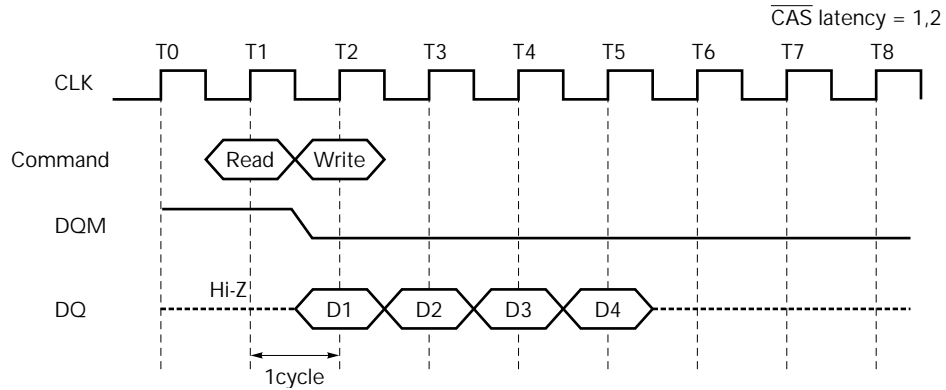 CAS latency = 1,2
T0 T1 T2 T3 T4 T5 T6 T7 T8
CLK
Command Read Write
DQM
Hi-Z
DQ D1 D2 D3 D4
1cycle